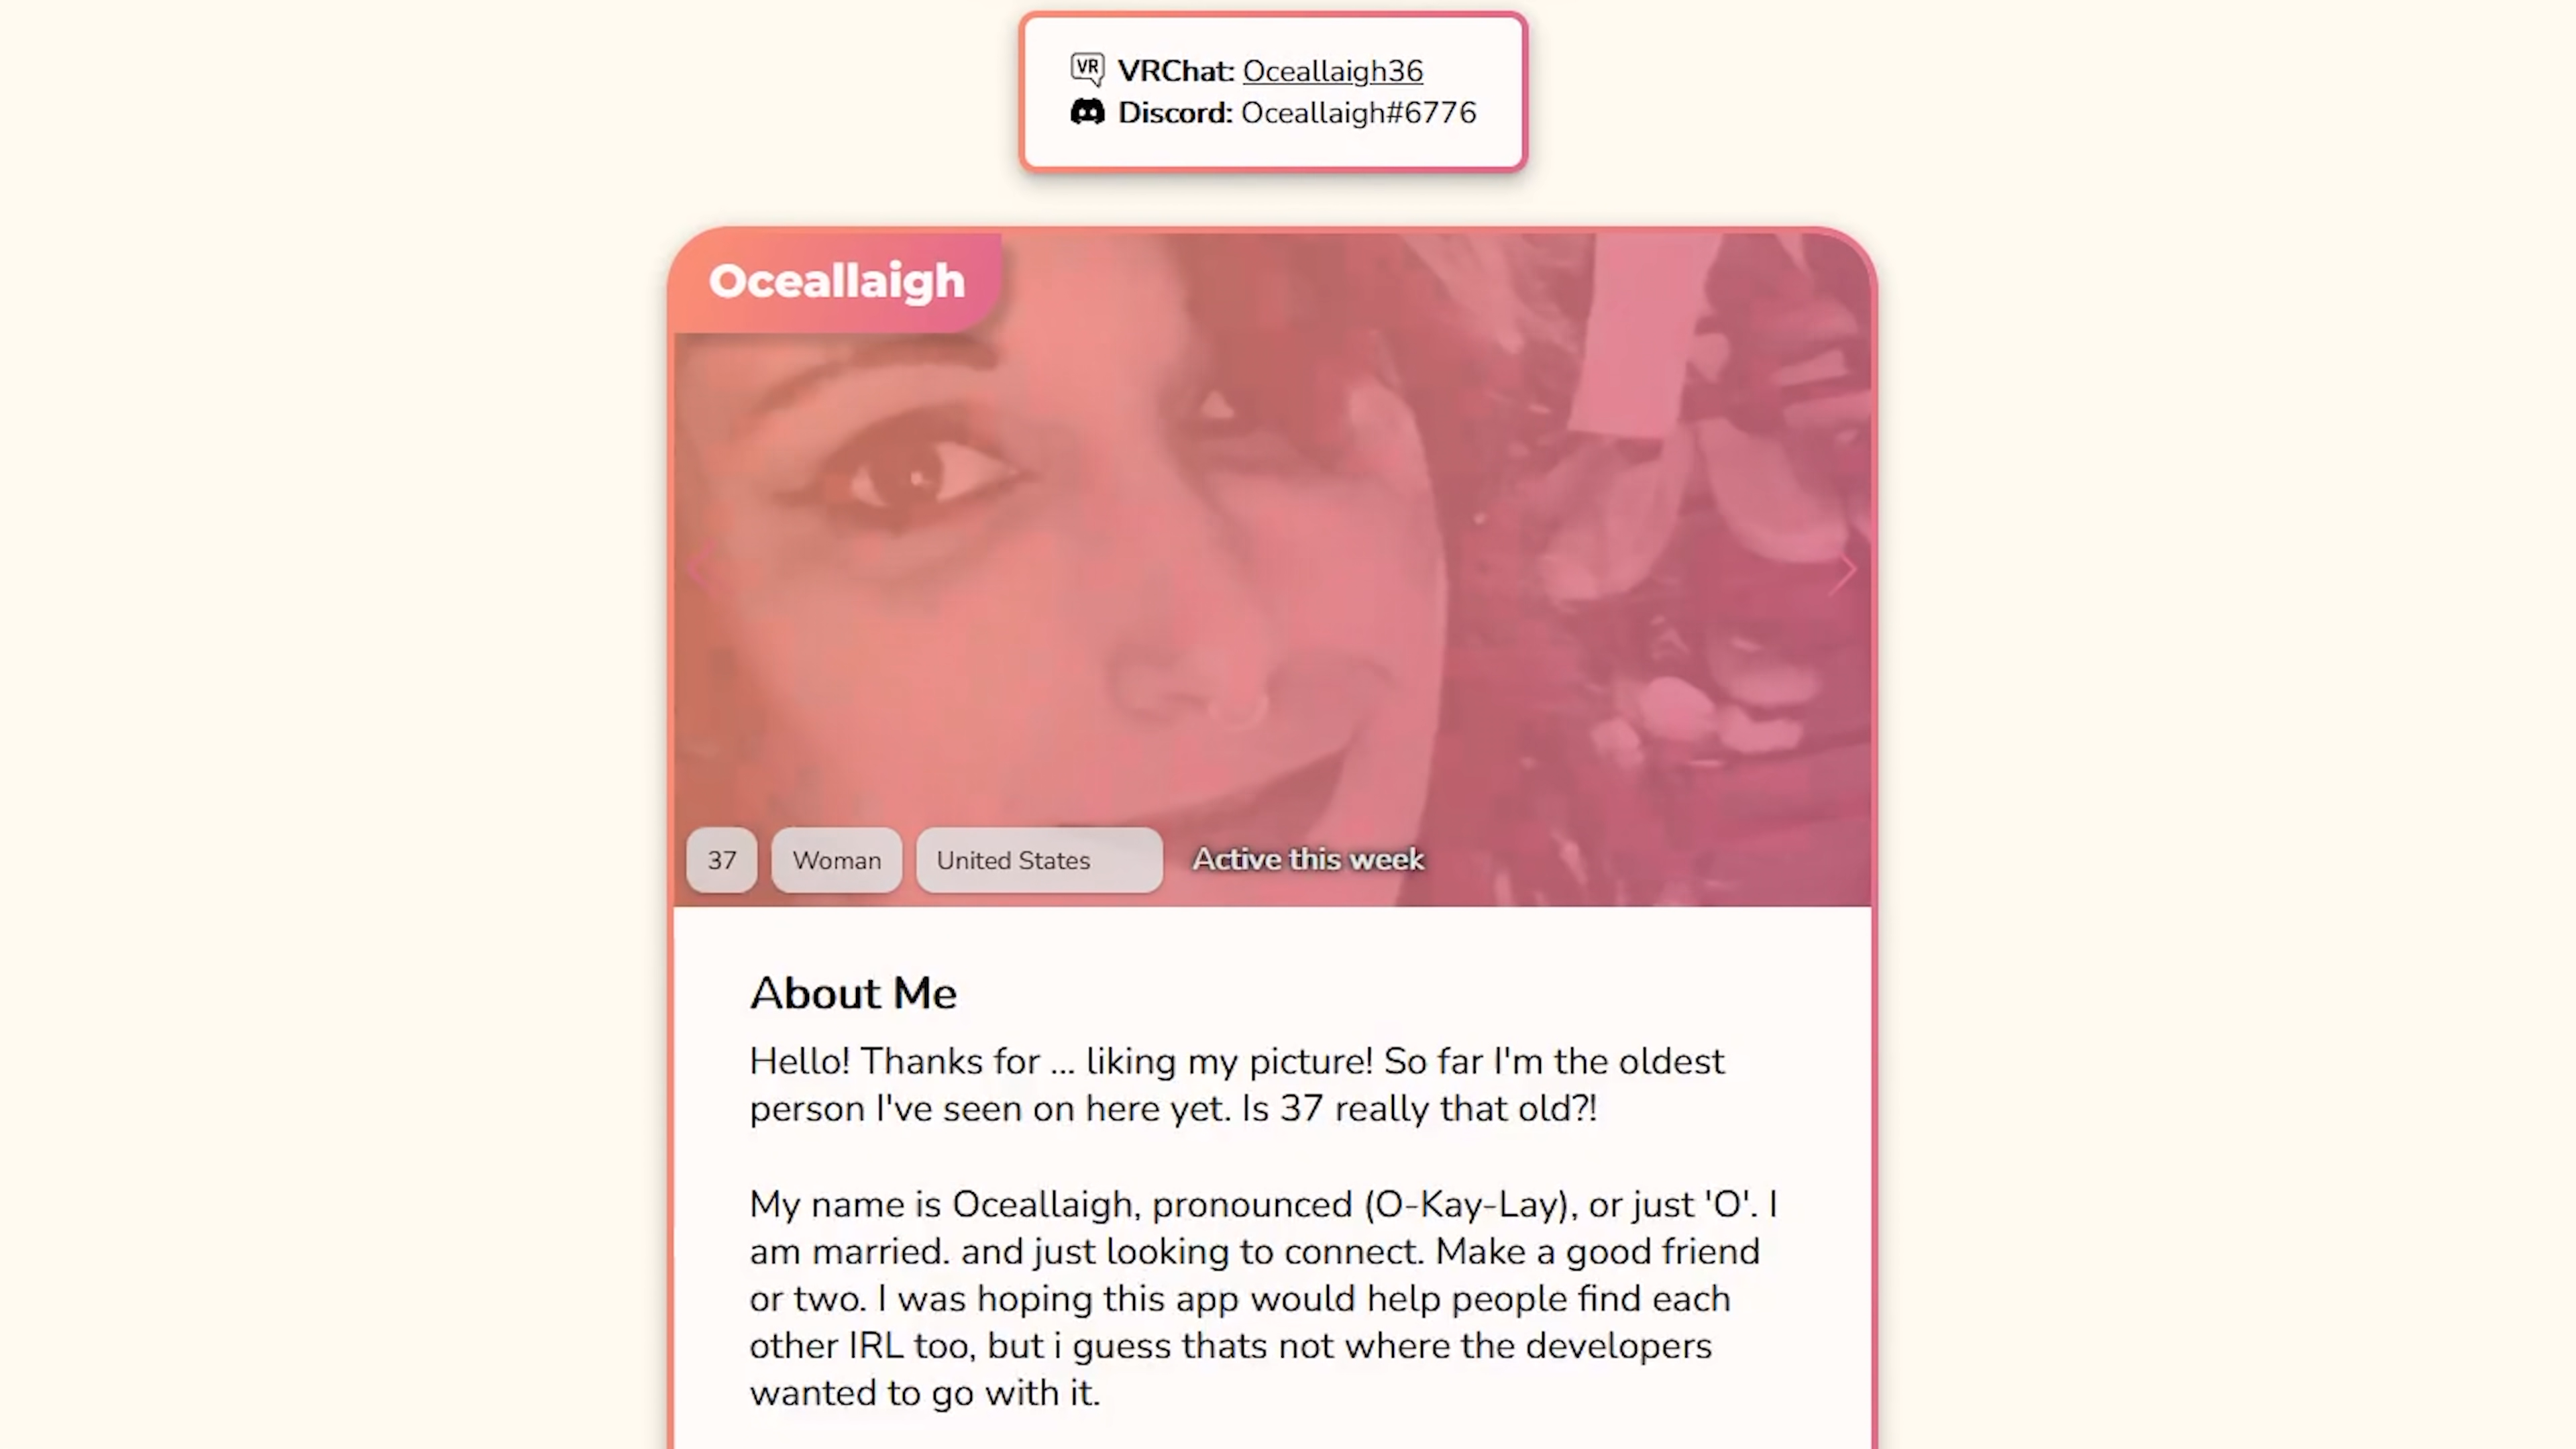 VR VRChat: Oceallaigh36
Discord: Oceallaigh#6776
Oceallaigh
37 Woman United States Active this week
About Me
Hello! Thanks for ... liking my picture! So far I'm the oldest
person I've seen on here yet. Is 37 really that old?!
My name is Oceallaigh, pronounced (O-Kay-Lay), or just 'O'. I
am married. and just looking to connect. Make a good friend
or two. I was hoping this app would help people find each
other IRL too, but i guess thats not where the developers
wanted to go with it.